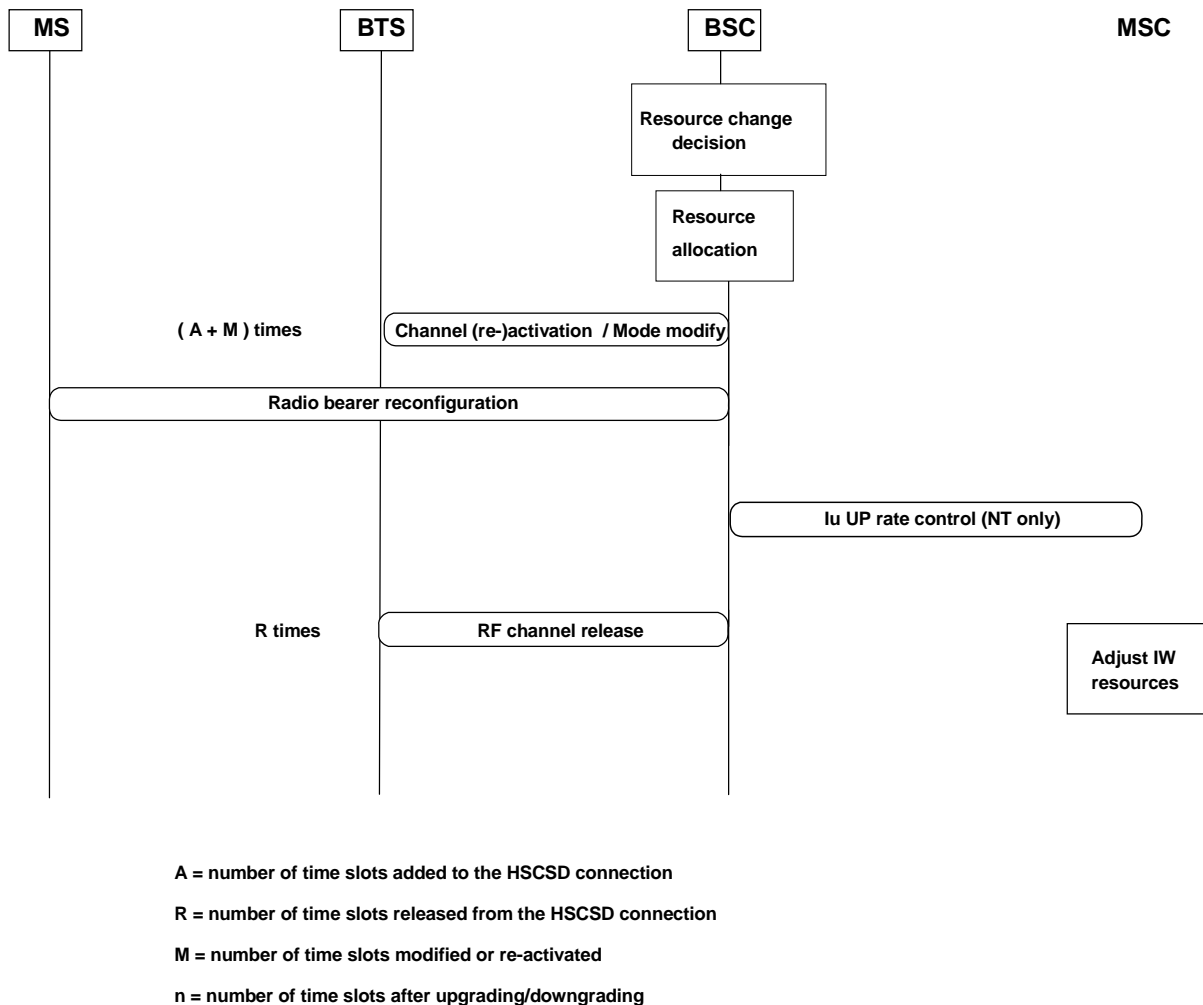 MS BTS BSC MSC
Resource change
decision
Resource
allocation
( A + M ) times Channel (re-)activation / Mode modify
Radio bearer reconfiguration
Iu UP rate control (NT only)
R times RF channel release
Adjust IW
resources
A = number of time slots added to the HSCSD connection
R = number of time slots released from the HSCSD connection
M = number of time slots modified or re-activated
n = number of time slots after upgrading/downgrading